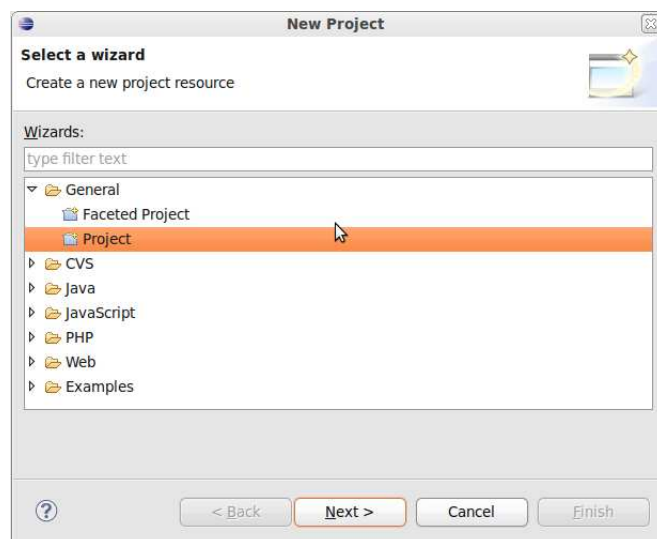 New Project
Select a wizard
Create a new project resource
Wizards:
type filter text
General
Faceted Project
Project
CVS
Java
JavaScript
PHP
Web
Examples
?
< Back
Next >
Cancel
Finish